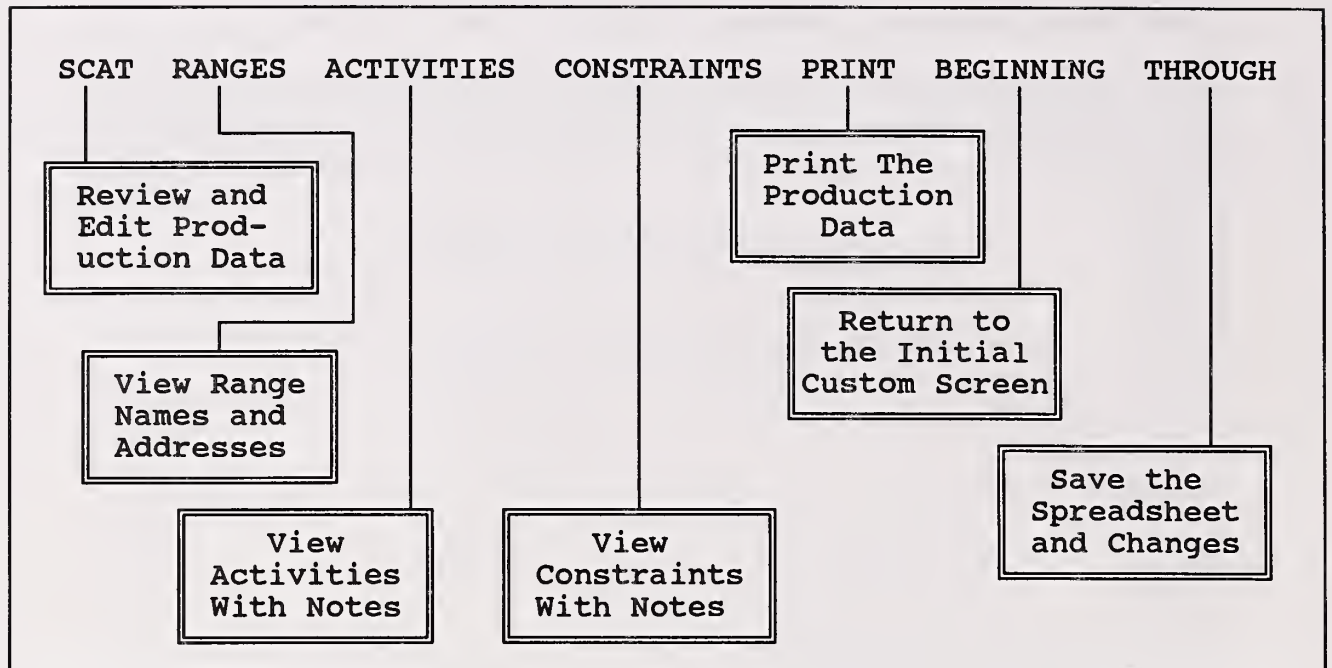 SCAT RANGES ACTIVITIES CONSTRAINTS PRINT BEGINNING THROUGH
Review and
Edit Prod-
uction Data
View Range
Names and
Addresses
View
Activities
With Notes
View
Constraints
With Notes
Print The
Production
Data
Return to
the Initial
Custom Screen
Save the
Spreadsheet
and Changes